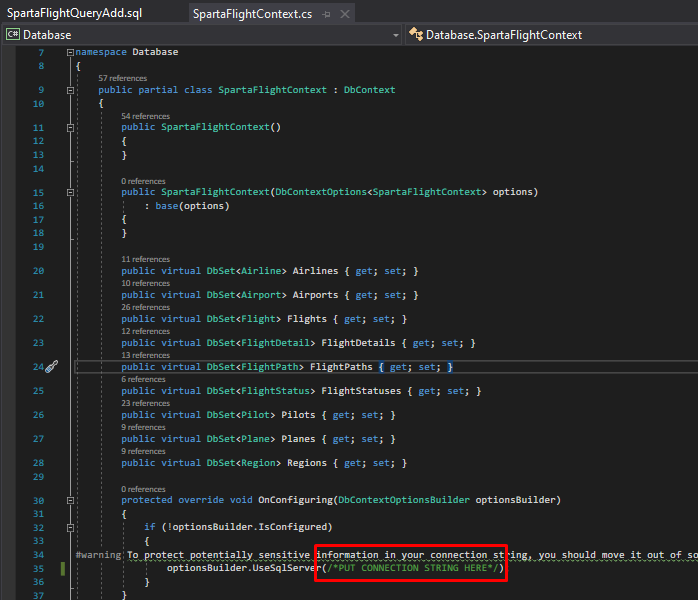 SpartaFlightQueryAdd.sql SpartaFlightContext.cs
C# Database Database.SpartaFlightContext
7 namespace Database
8 {
57 references
9 public partial class SpartaFlightContext : DbContext
10 {
54 references
11 public SpartaFlightContext()
12 {
13 }
14
0 references
15 public SpartaFlightContext(DbContextOptions<SpartaFlightContext> options)
16 : base(options)
17 {
18 }
19
11 references
20 public virtual DbSet<Airline> Airlines { get; set; }
10 references
21 public virtual DbSet<Airport> Airports { get; set; }
26 references
22 public virtual DbSet<Flight> Flights { get; set; }
12 references
23 public virtual DbSet<FlightDetail> FlightDetails { get; set; }
13 references
24 public virtual DbSet<FlightPath> FlightPaths { get; set; }
6 references
25 public virtual DbSet<FlightStatus> FlightStatuses { get; set; }
23 references
26 public virtual DbSet<Pilot> Pilots { get; set; }
9 references
27 public virtual DbSet<Plane> Planes { get; set; }
9 references
28 public virtual DbSet<Region> Regions { get; set; }
29
0 references
30 protected override void OnConfiguring(DbContextOptionsBuilder optionsBuilder)
31 {
32 if (!optionsBuilder.IsConfigured)
33 {
34 #warning To protect potentially sensitive information in your connection string, you should move it out of so
35 optionsBuilder.UseSqlServer(/*PUT CONNECTION STRING HERE*/)
36 }
37 }